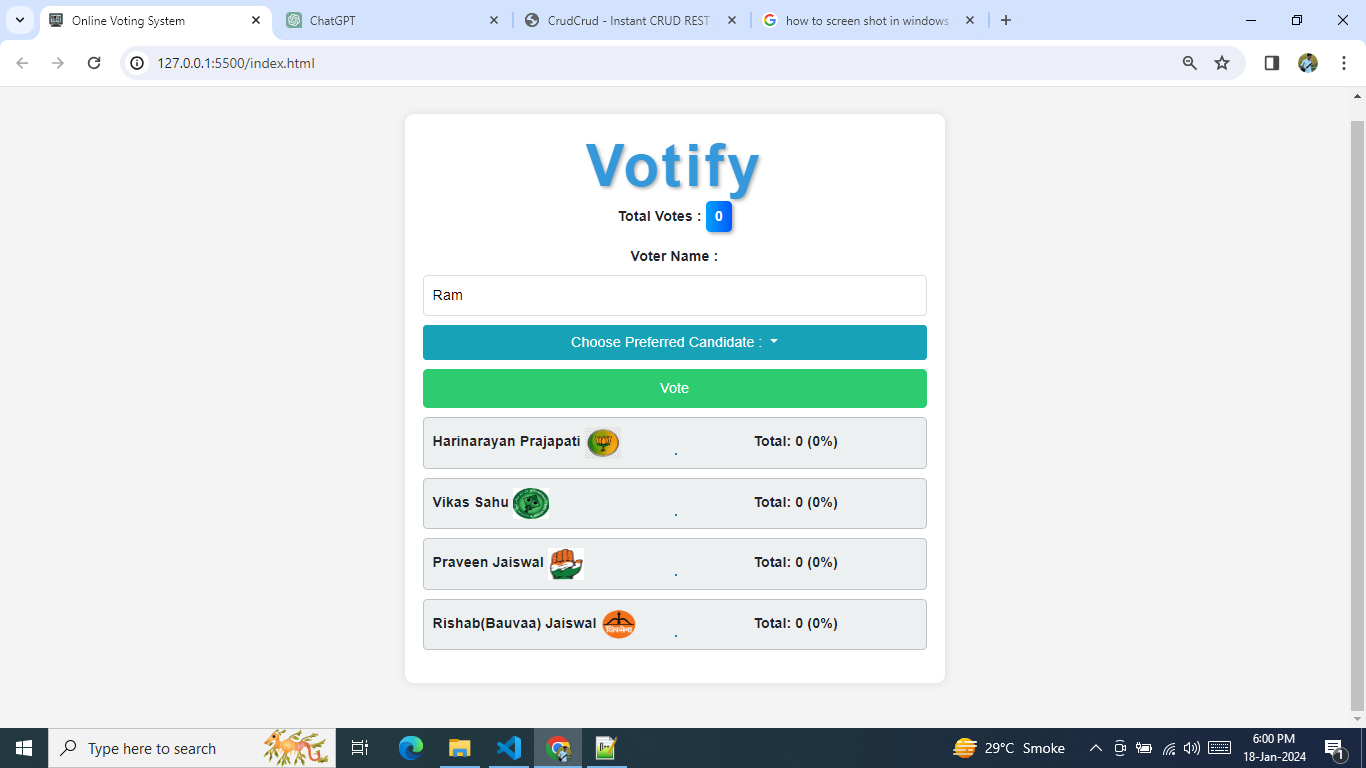 Online Voting System
ChatGPT
CrudCrud - Instant CRUD REST
how to screen shot in windows
127.0.0.1:5500/index.html
Votify
Total Votes : 0
Voter Name :
Ram
Choose Preferred Candidate :
Vote
Harinarayan Prajapati Total: 0 (0%)
Vikas Sahu Total: 0 (0%)
Praveen Jaiswal Total: 0 (0%)
Rishab(Bauvaa) Jaiswal Total: 0 (0%)
शिवसेना
Type here to search
29°C Smoke
6:00 PM
18-Jan-2024
1